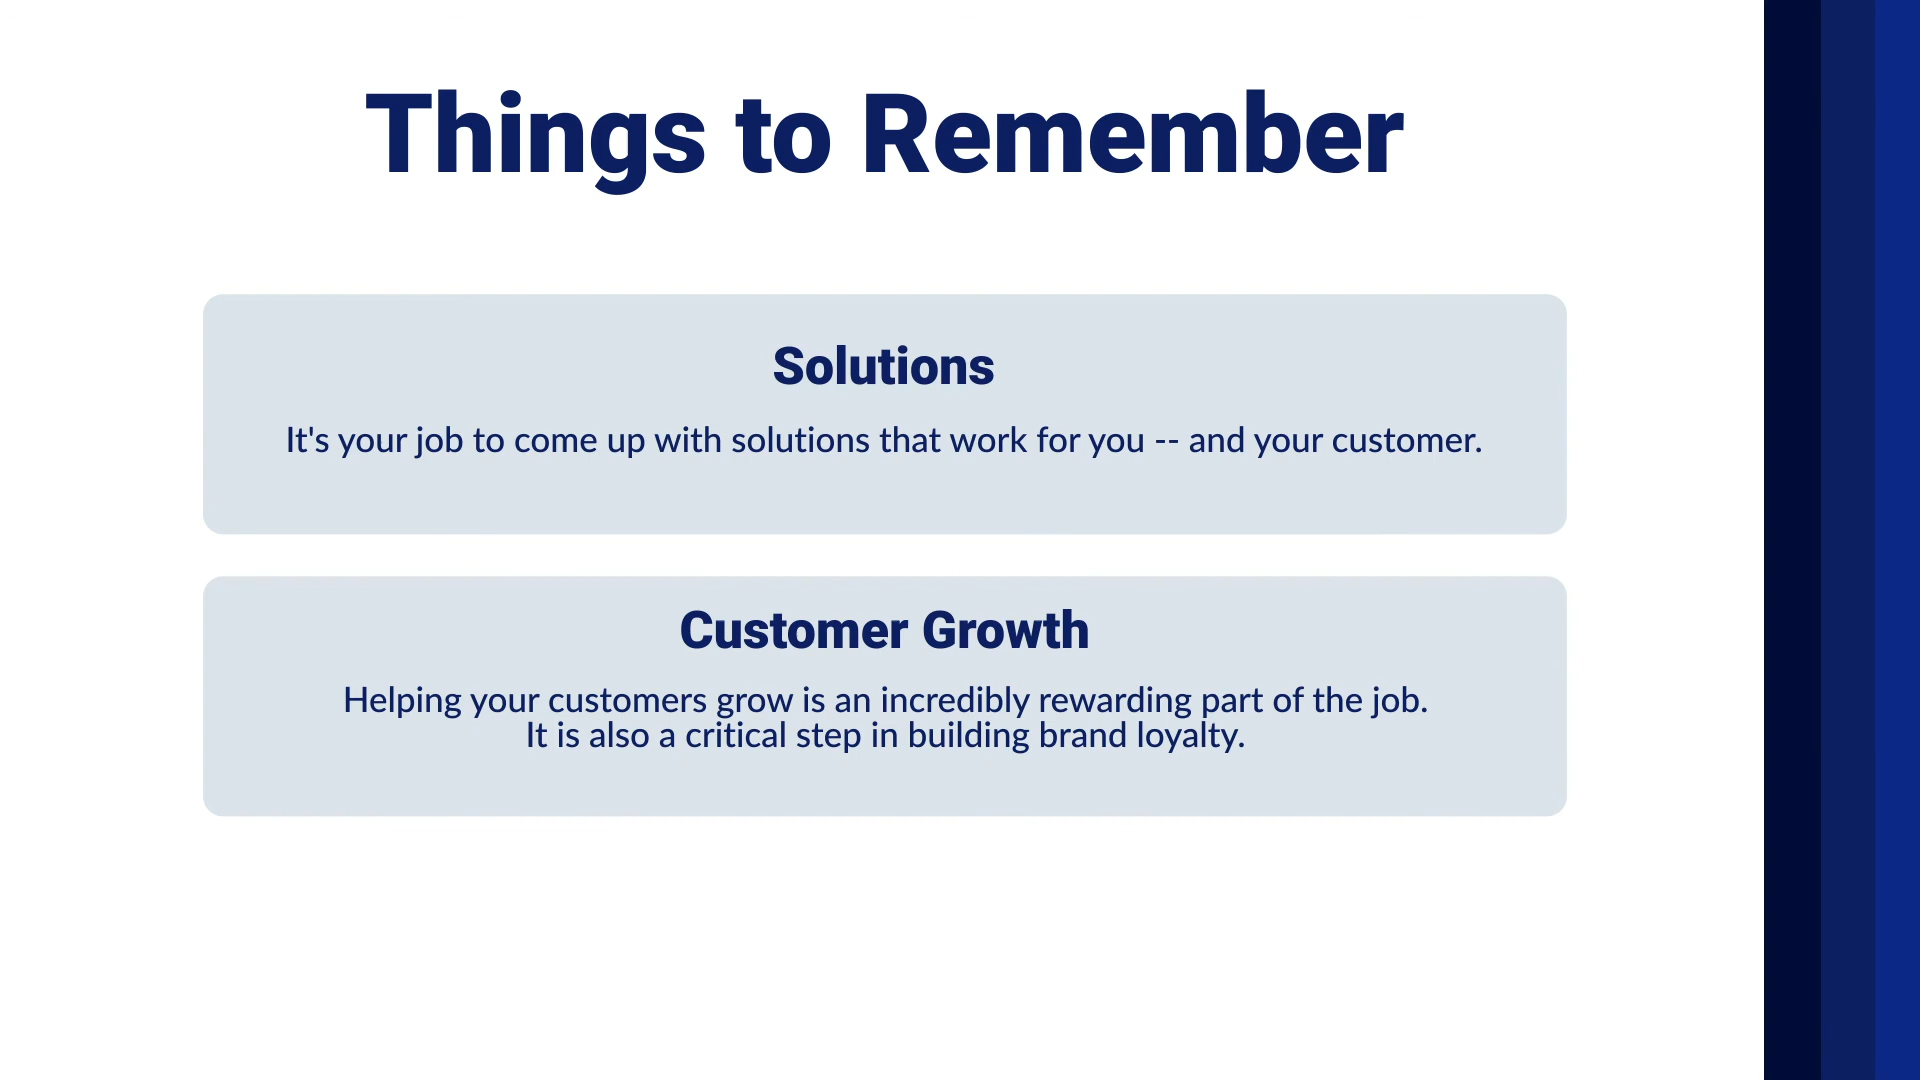 Things to Remember
Solutions
It's your job to come up with solutions that work for you -- and your customer.
Customer Growth
Helping your customers grow is an incredibly rewarding part of the job.
It is also a critical step in building brand loyalty.